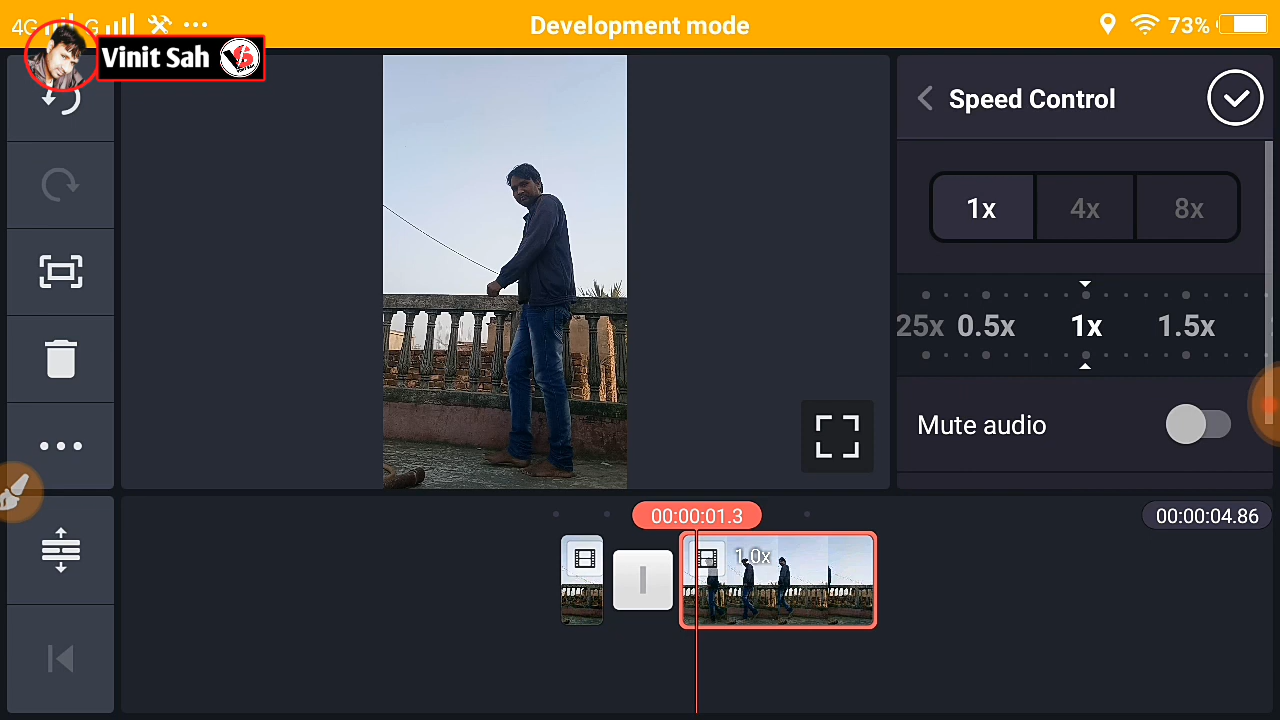 4G G Development mode 73%
Vinit Sah
Speed Control
1x 4x 8x
25x 0.5x 1x 1.5x
Mute audio
00:00:01.3 00:00:04.86
1.0x